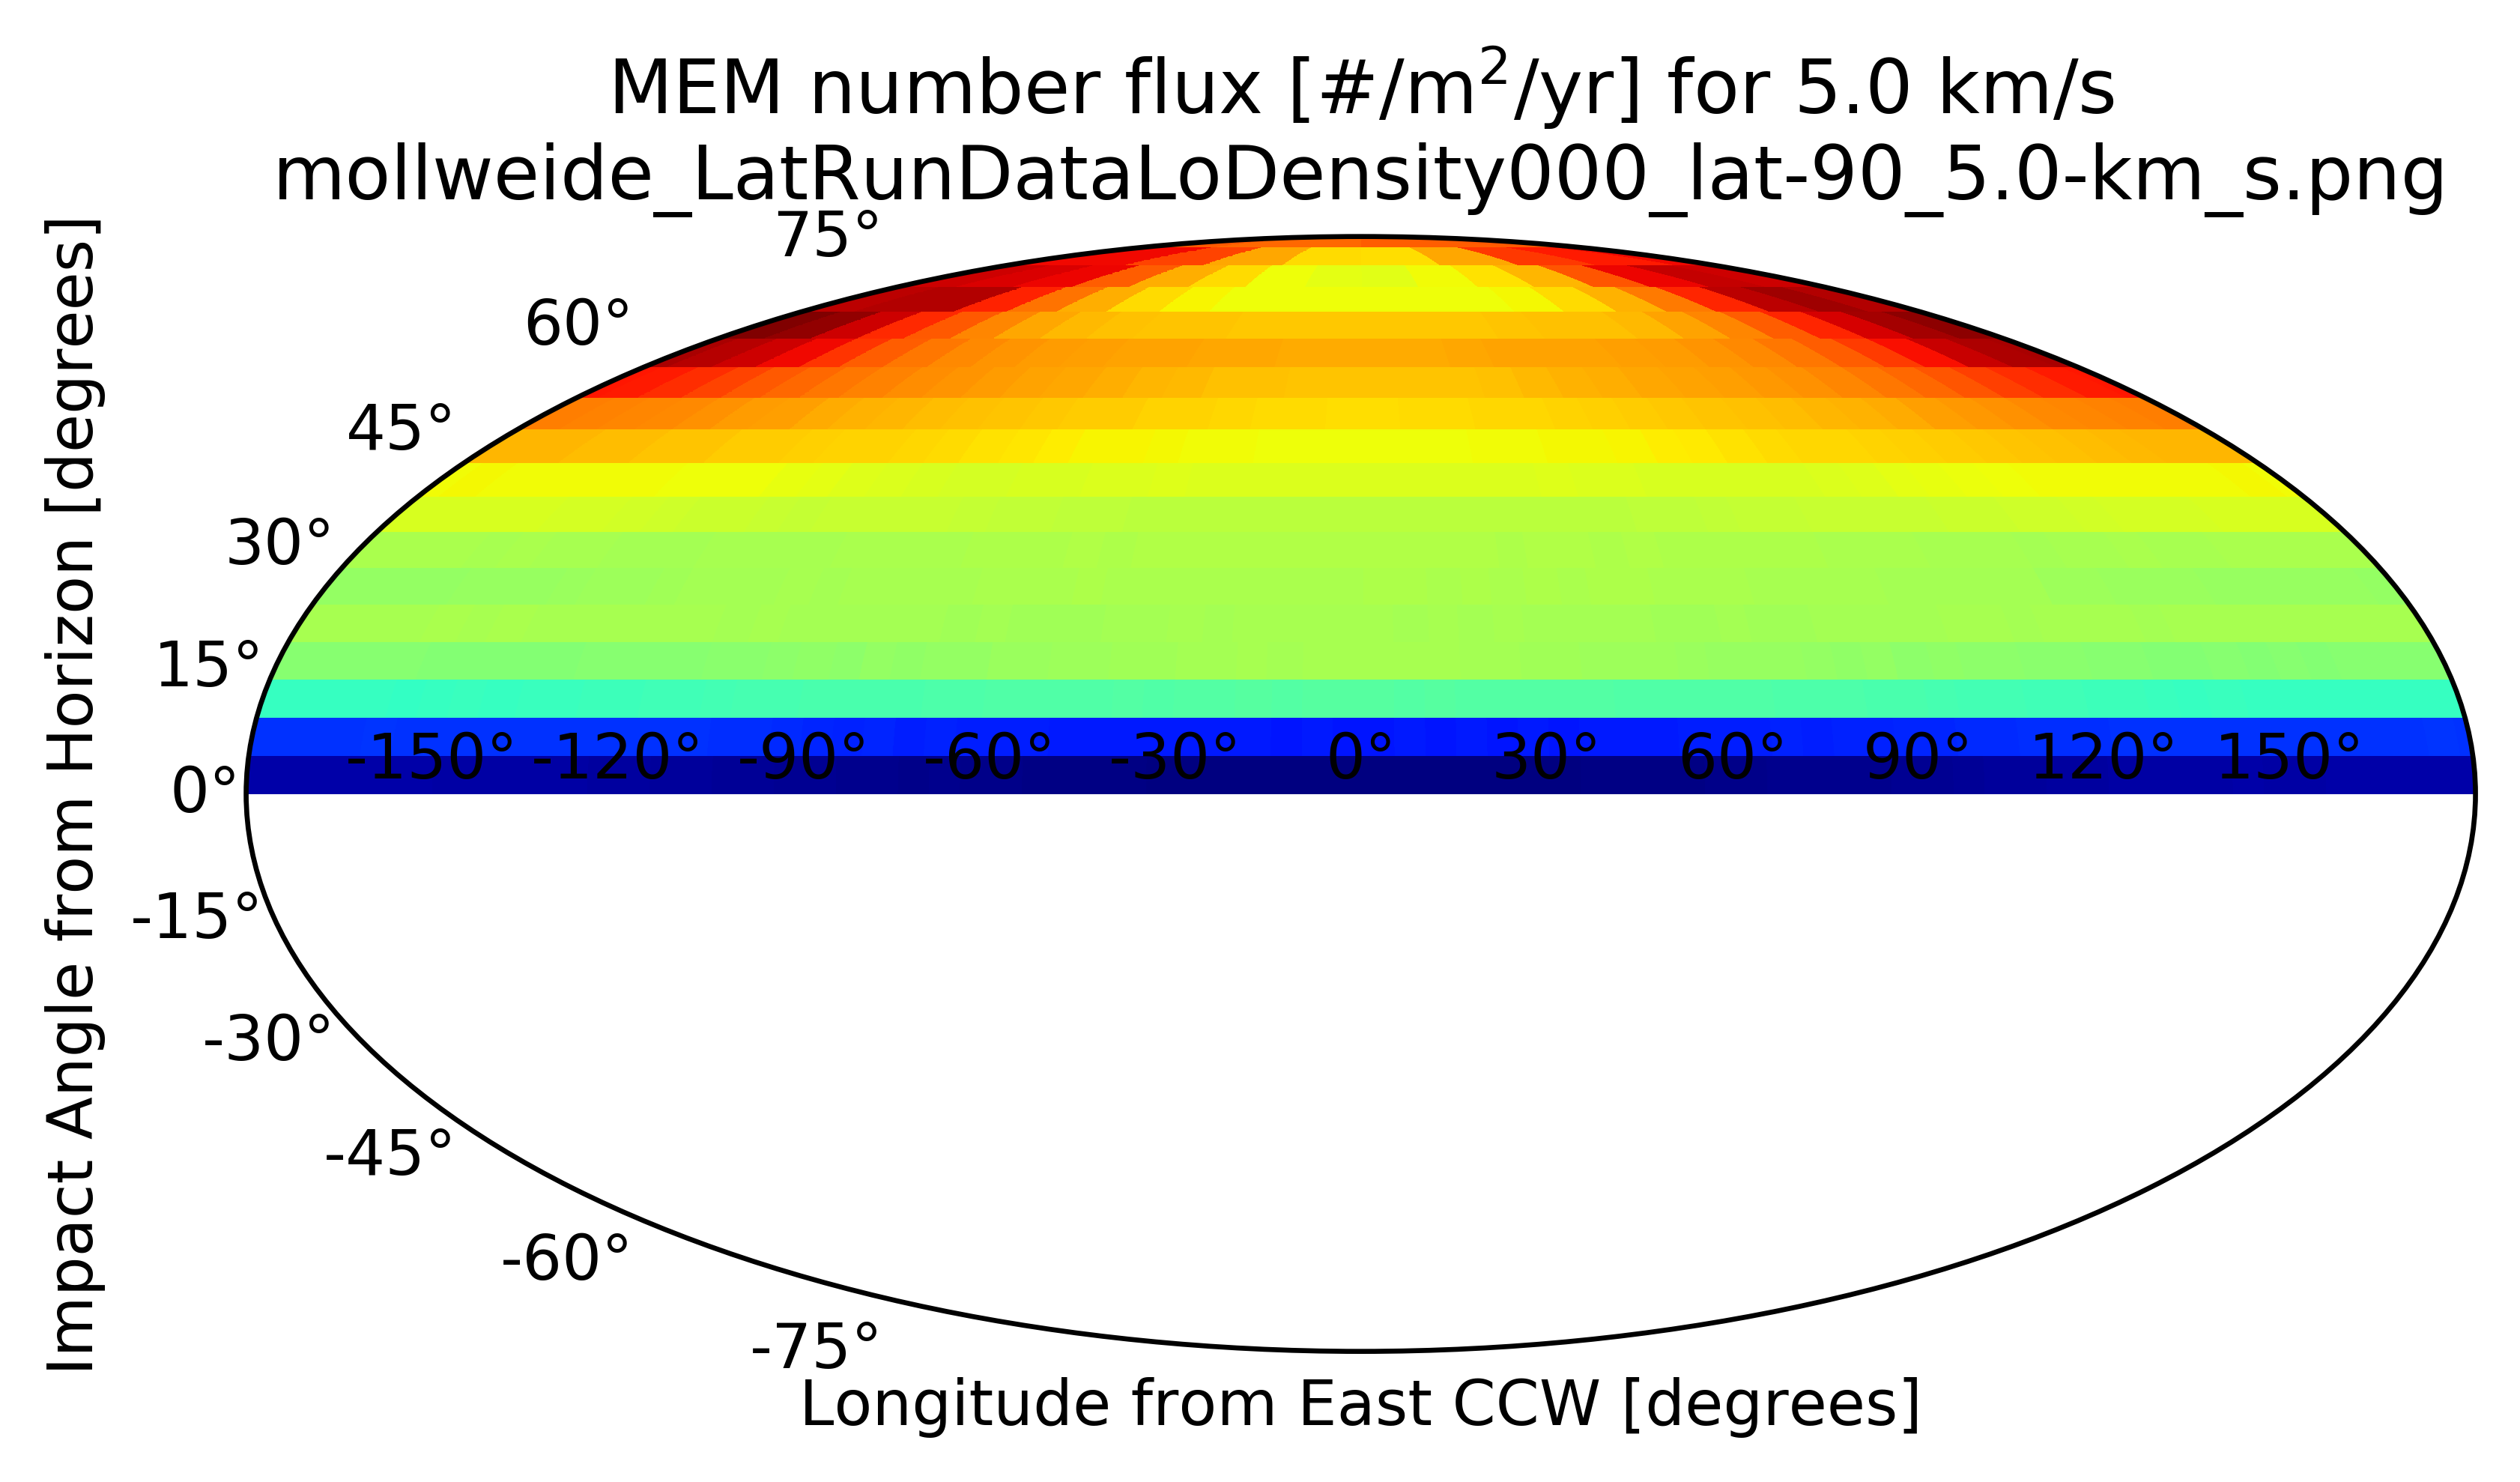 MEM number flux [#/m²/yr] for 5.0 km/s
mollweide_LatRunDataLoDensity000_lat-90_5.0-km_s.png
Impact Angle from Horizon [degrees]
75°
60°
45°
30°
15°
0°
-15°
-30°
-45°
-60°
-75°
-150° -120° -90° -60° -30° 0° 30° 60° 90° 120° 150°
Longitude from East CCW [degrees]